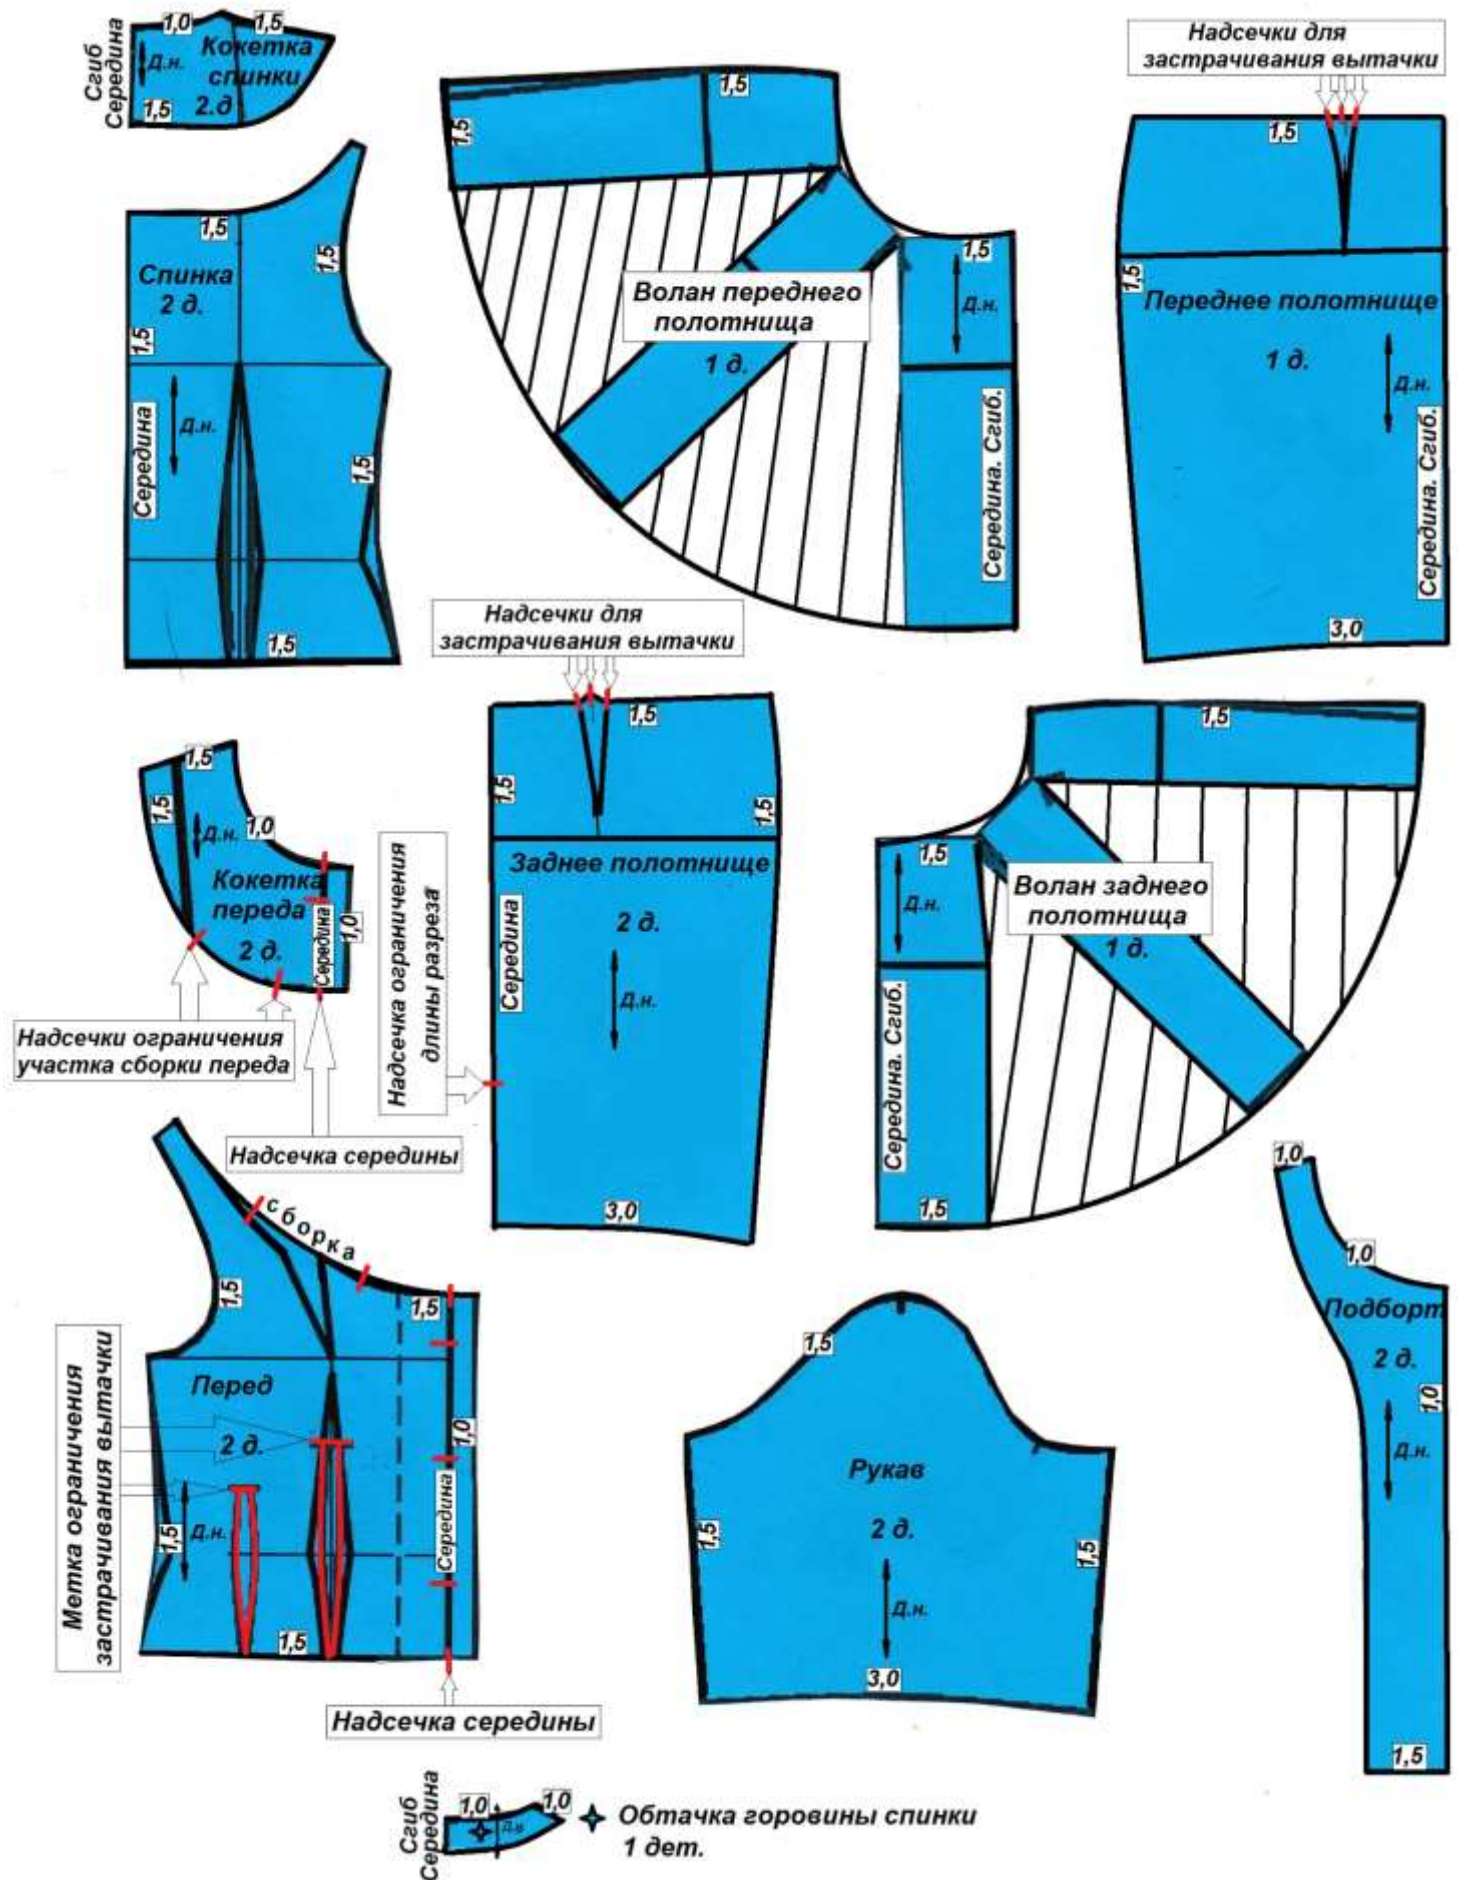 Сгиб
Середина
1,0
1,5
Д.н.
Кокетка
спинки
2.д
1,5
1,5
Спинка
2 д.
1,5
1,5
Середина
Д.н.
1,5
1,5
1,5
1,5
Волан переднего
полотнища
1 д.
1,5
Д.н.
Середина. Сгиб.
Надсечки для
застрачивания вытачки
1,5
1,5
Переднее полотнище
1 д.
Д.н.
Середина. Сгиб.
3,0
Надсечки для
застрачивания вытачки
1,5
1,5
1,5
Заднее полотнище
2 д.
Середина
Д.н.
3,0
Надсечка ограничения
длины разреза
1,5
1,5
Д.н.
1,0
Кокетка
переда
2 д.
Середина
1,0
Надсечки ограничения
участка сборки переда
Надсечка середины
1,5
1,5
Д.н.
Волан заднего
полотнища
1 д.
Середина. Сгиб.
1,5
сборка
1,5
1,5
Перед
2 д.
Метка ограничения
застрачивания вытачки
1,5
Д.н.
1,0
Середина
1,5
Надсечка середины
1,5
Рукав
2 д.
1,5
1,5
Д.н.
3,0
1,0
1,0
Подборт
2 д.
1,0
Д.н.
1,5
Сгиб
Середина
1,0
1,0
Д.н
Обтачка горовины спинки
1 дет.